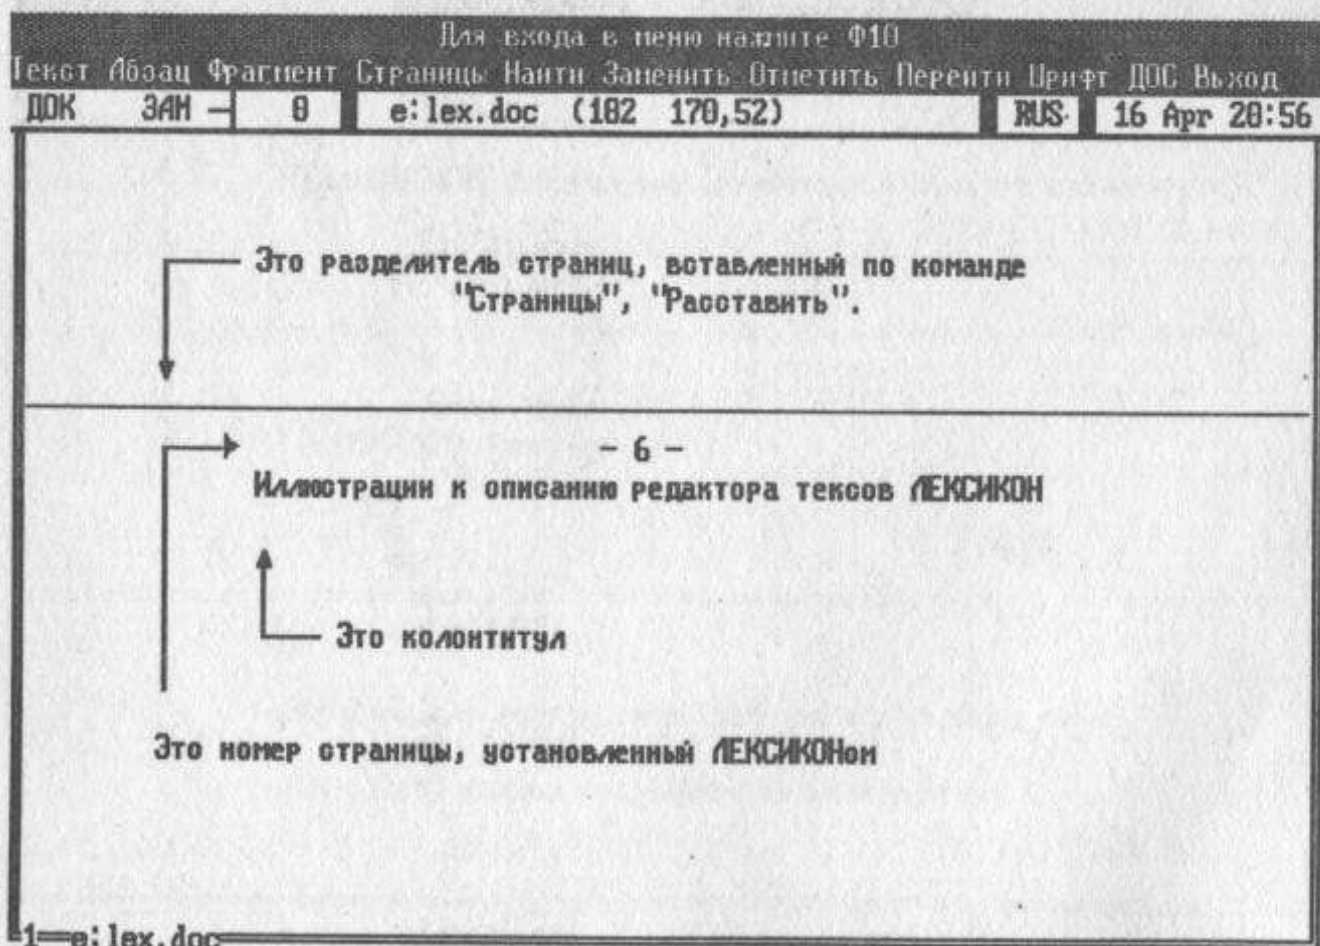 Для входа в меню нажмите Ф10
Текст Абзац Фрагмент Страницы Найти Заменить Отметить Перейти Шрифт ДОС Выход
ДОК ЗАМ 0 e:lex.doc (182 170,52) RUS 16 Apr 20:56
Это разделитель страниц, вставленный по команде
"Страницы", "Расставить".
- 6 -
Иллюстрации к описанию редактора тексов ЛЕКСИКОН
Это колонтитул
Это номер страницы, установленный ЛЕКСИКОНом
1 e:lex.doc